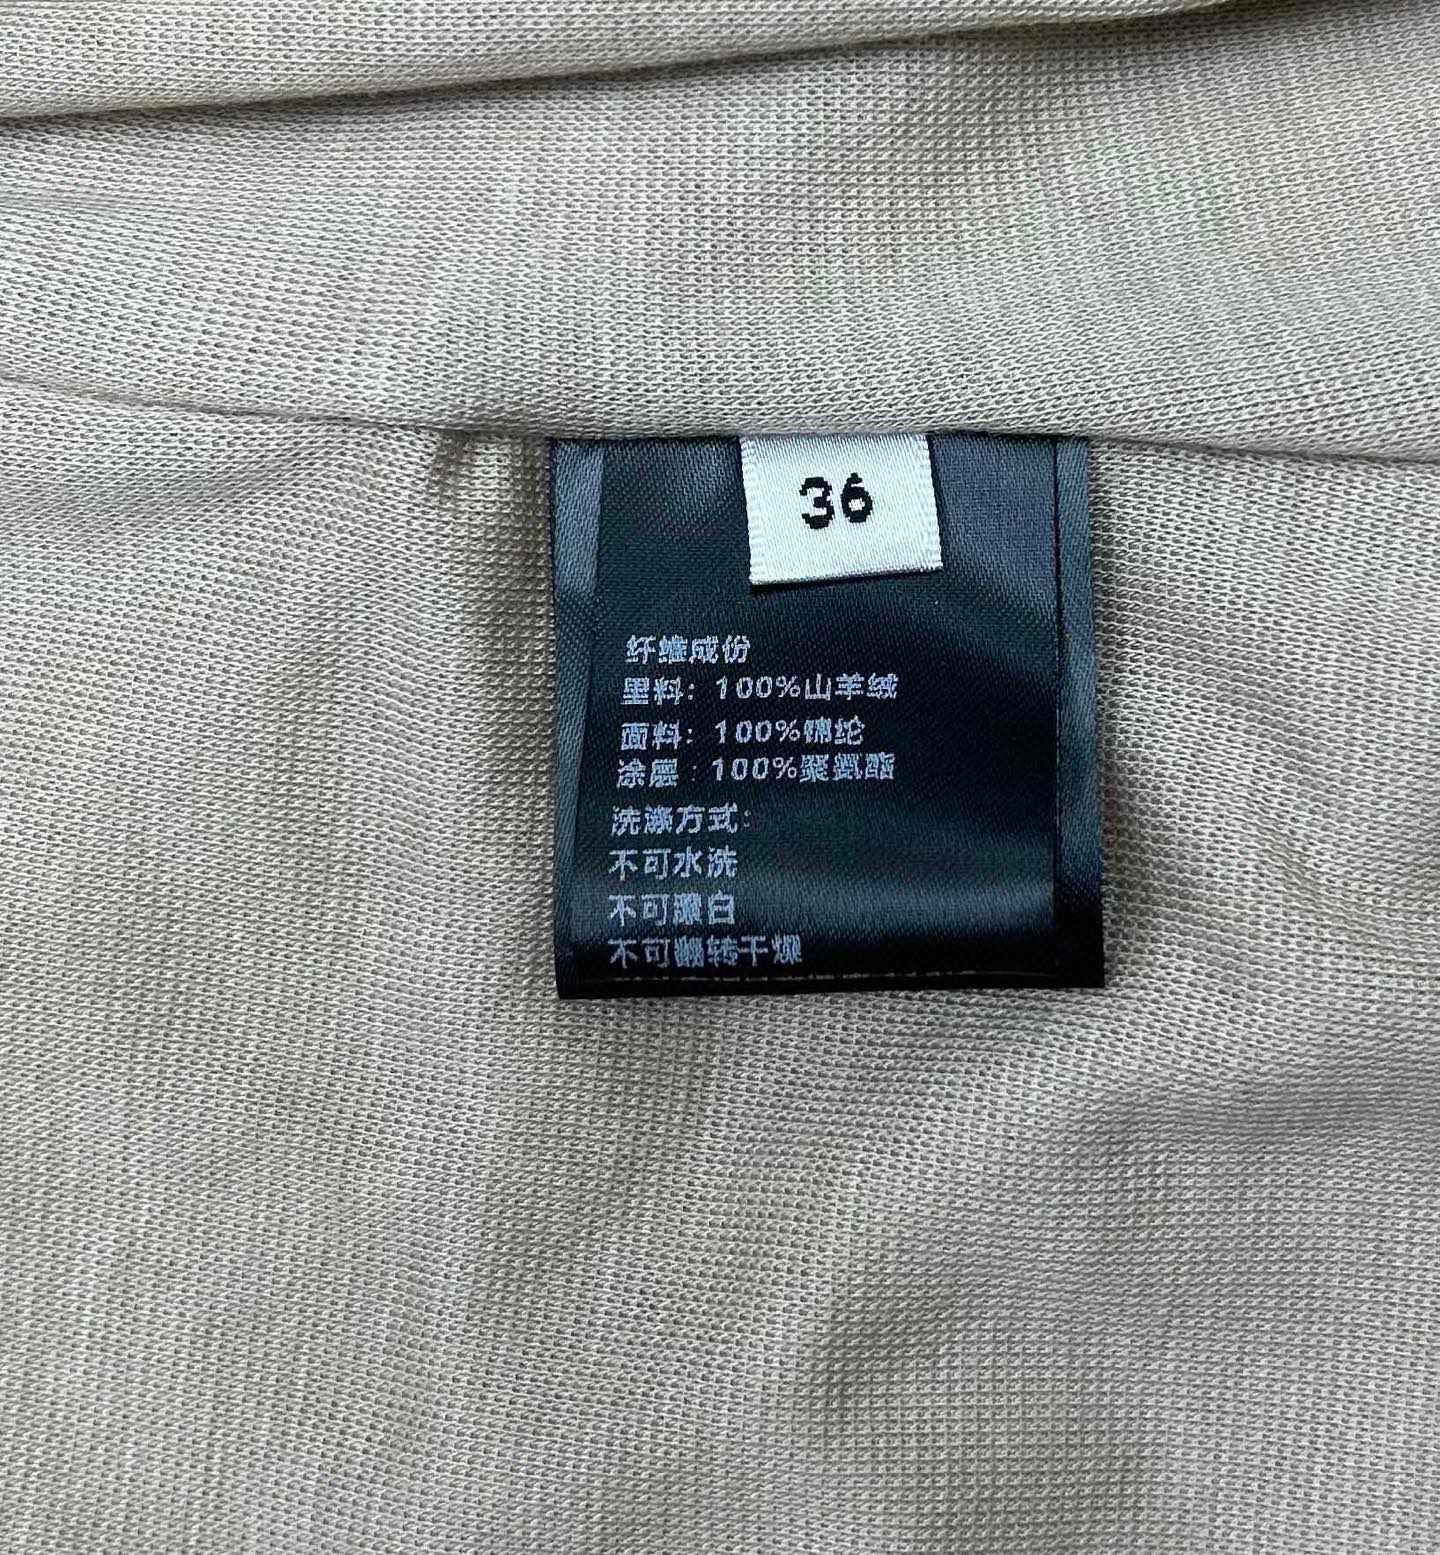 36
纤维成份
里料: 100%山羊绒
面料: 100%锦纶
涂层: 100%聚氨酯
洗涤方式:
不可水洗
不可漂白
不可翻转干燥